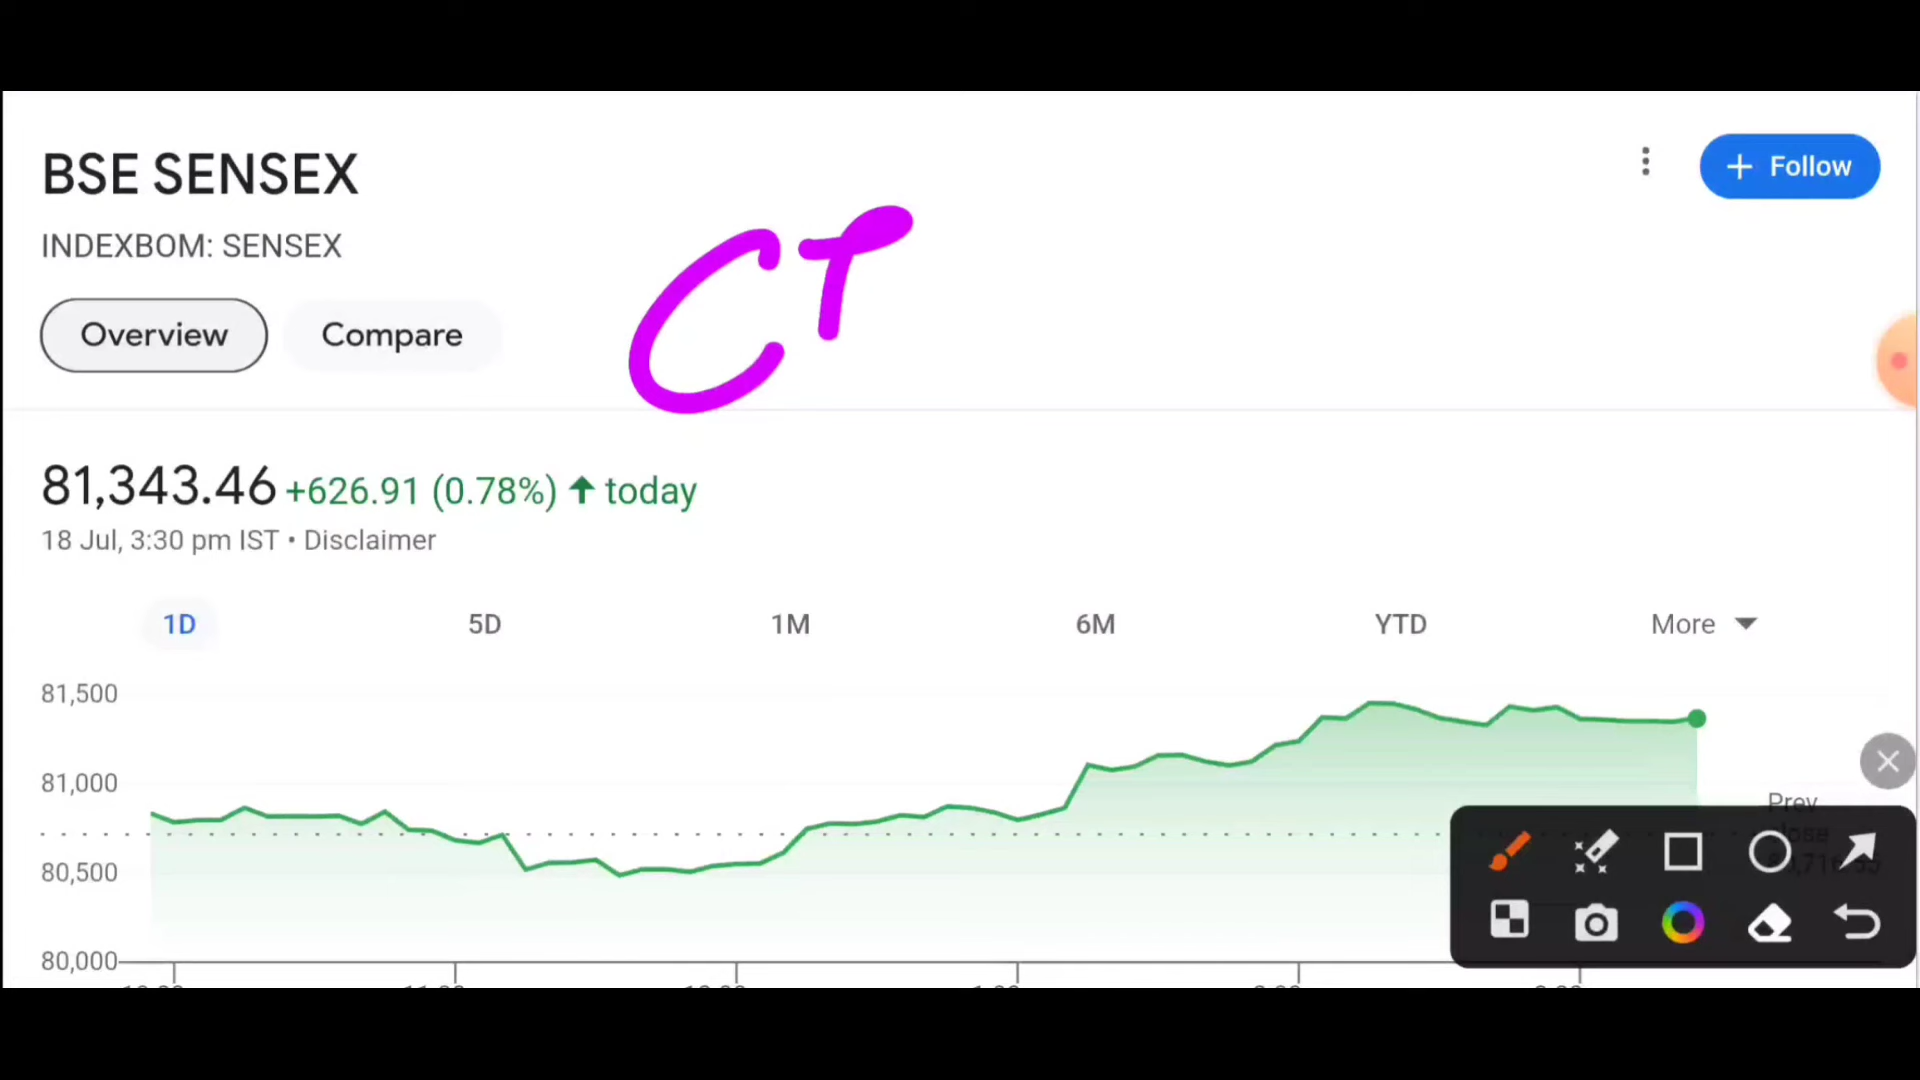 BSE SENSEX
+ Follow
INDEXBOM: SENSEX
CT
Overview Compare
81,343.46 +626.91 (0.78%) ↑ today
18 Jul, 3:30 pm IST • Disclaimer
1D 5D 1M 6M YTD More
81,500
81,000
Prev
80,500
80,000